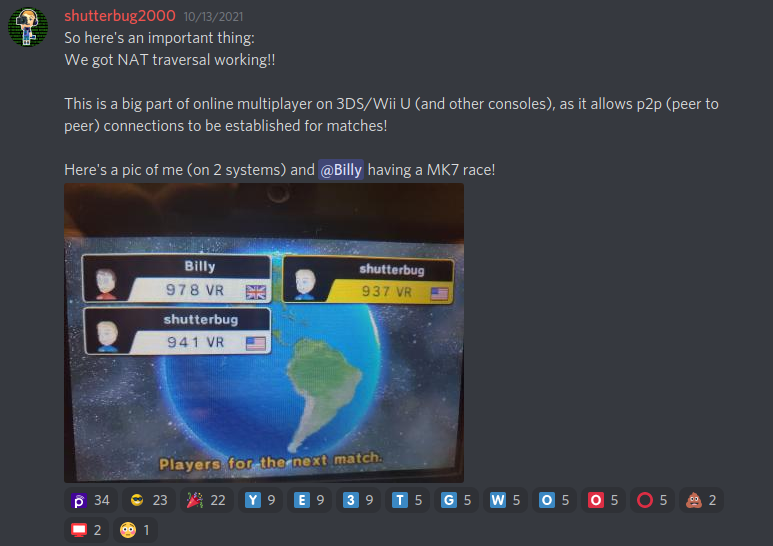 shutterbug2000 10/13/2021
So here's an important thing:
We got NAT traversal working!!
This is a big part of online multiplayer on 3DS/Wii U (and other consoles), as it allows p2p (peer to
peer) connections to be established for matches!
Here's a pic of me (on 2 systems) and @Billy having a MK7 race!
Billy
978 VR
shutterbug
937 VR
shutterbug
941 VR
Players for the next match.
34 23 22 Y 9 E 9 3 9 T 5 G 5 W 5 O 5 O 5 5 2
2 1